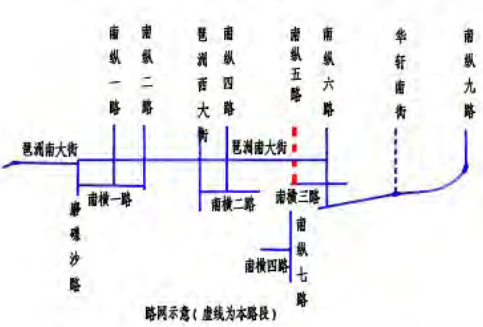 南纵一路
南纵二路
琶洲西大街
南纵四路
南纵五路
南纵六路
华轩南街
南纵九路
琶洲南大街
琶洲南大街
南横一路
南横二路
南横三路
磨碟沙路
南纵七路
南横四路
路网示意(虚线为本路段)